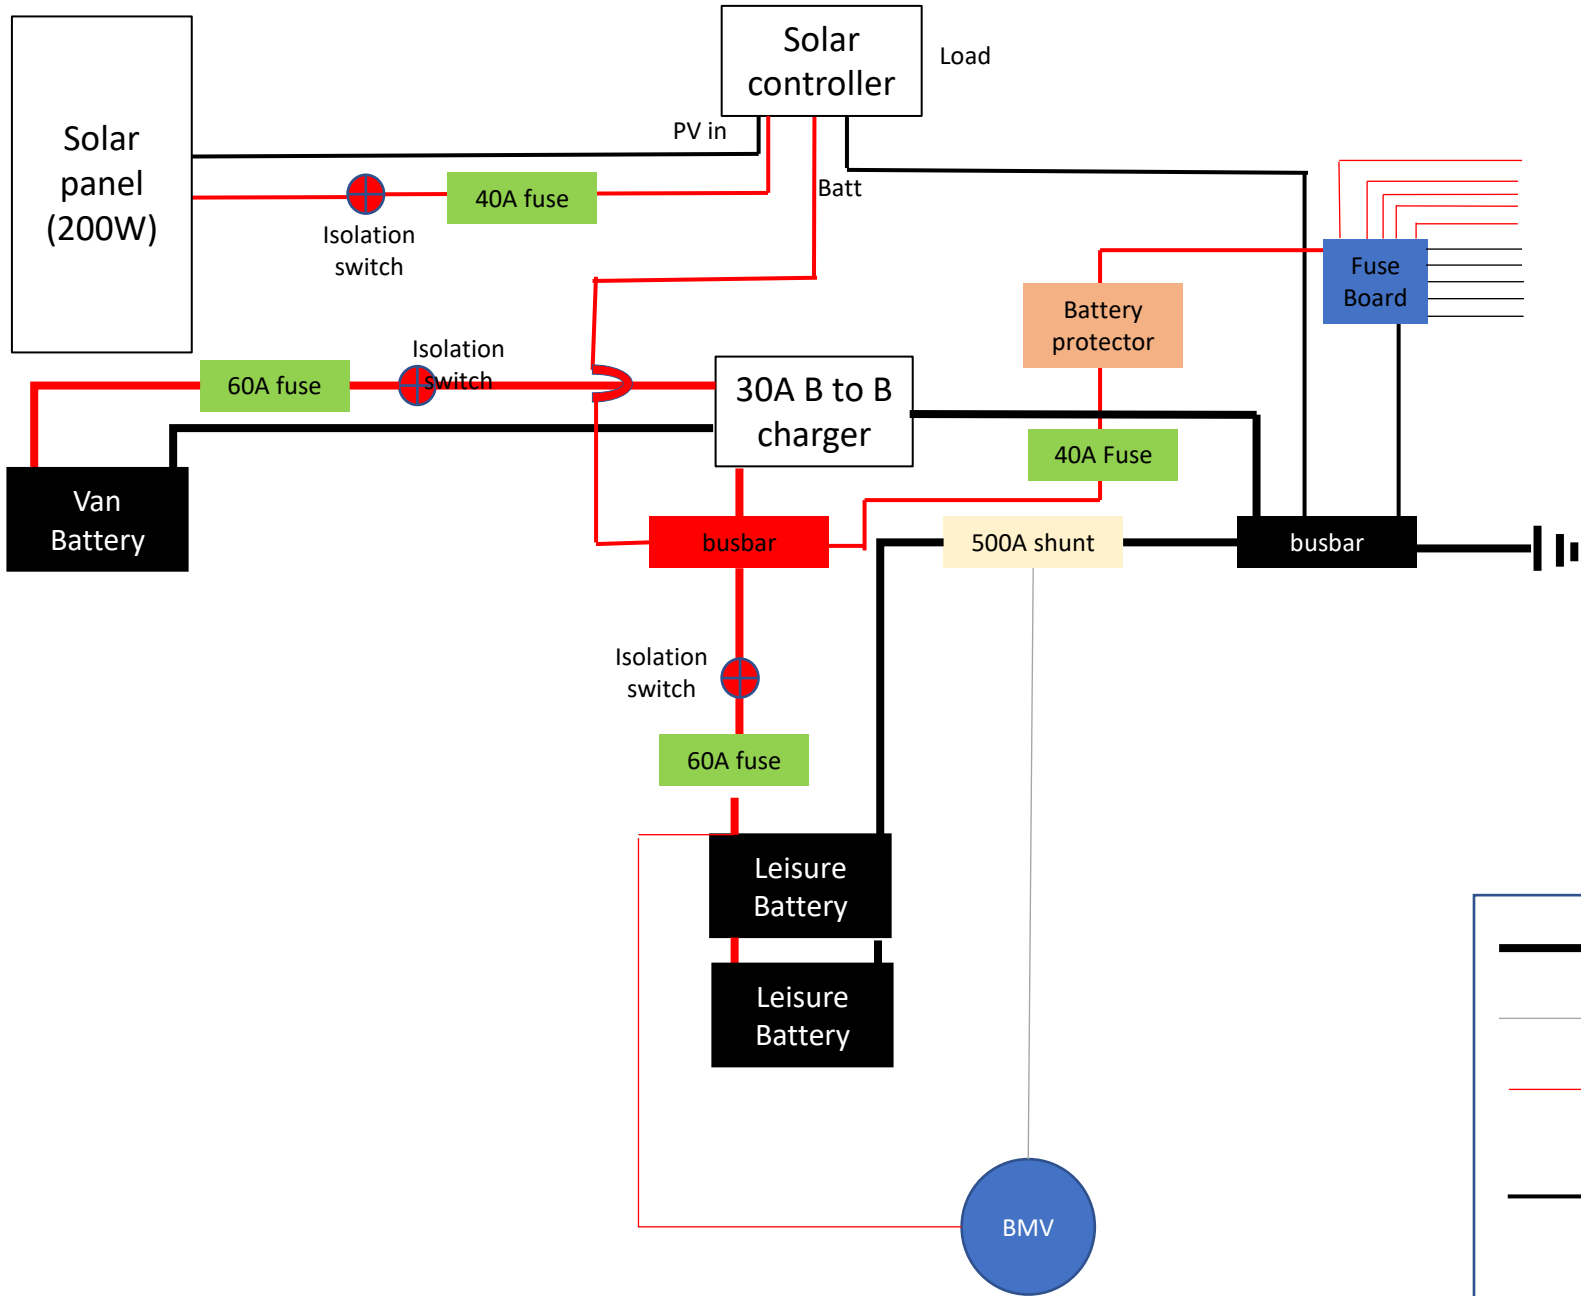 Solar
controller
Load
Solar
panel
(200W)
PV in
40A fuse
Batt
Isolation
switch
Fuse
Board
Battery
protector
Isolation
switch
60A fuse
30A B to B
charger
40A Fuse
Van
Battery
busbar
500A shunt
busbar
Isolation
switch
60A fuse
Leisure
Battery
Leisure
Battery
BMV